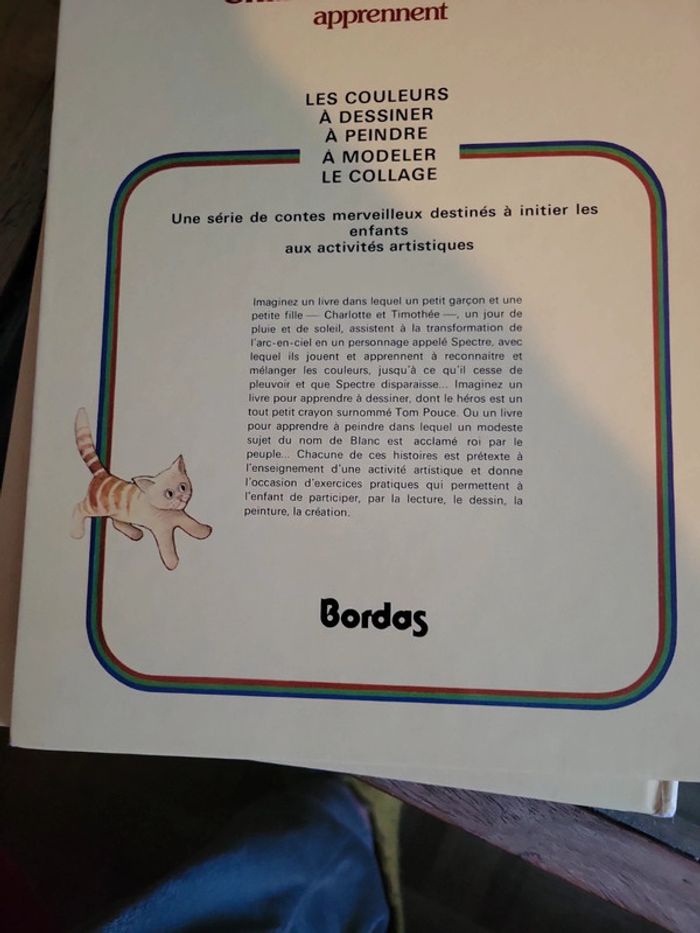 apprennent
LES COULEURS
À DESSINER
À PEINDRE
À MODELER
LE COLLAGE
Une série de contes merveilleux destinés à initier les
enfants
aux activités artistiques
Imaginez un livre dans lequel un petit garçon et une
petite fille — Charlotte et Timothée —, un jour de
pluie et de soleil, assistent à la transformation de
l'arc-en-ciel en un personnage appelé Spectre, avec
lequel ils jouent et apprennent à reconnaitre et
mélanger les couleurs, jusqu'à ce qu'il cesse de
pleuvoir et que Spectre disparaisse... Imaginez un
livre pour apprendre à dessiner, dont le héros est un
tout petit crayon surnommé Tom Pouce. Ou un livre
pour apprendre à peindre dans lequel un modeste
sujet du nom de Blanc est acclamé roi par le
peuple... Chacune de ces histoires est prétexte à
l'enseignement d'une activité artistique et donne
l'occasion d'exercices pratiques qui permettent à
l'enfant de participer, par la lecture, le dessin, la
peinture, la création.
Bordas